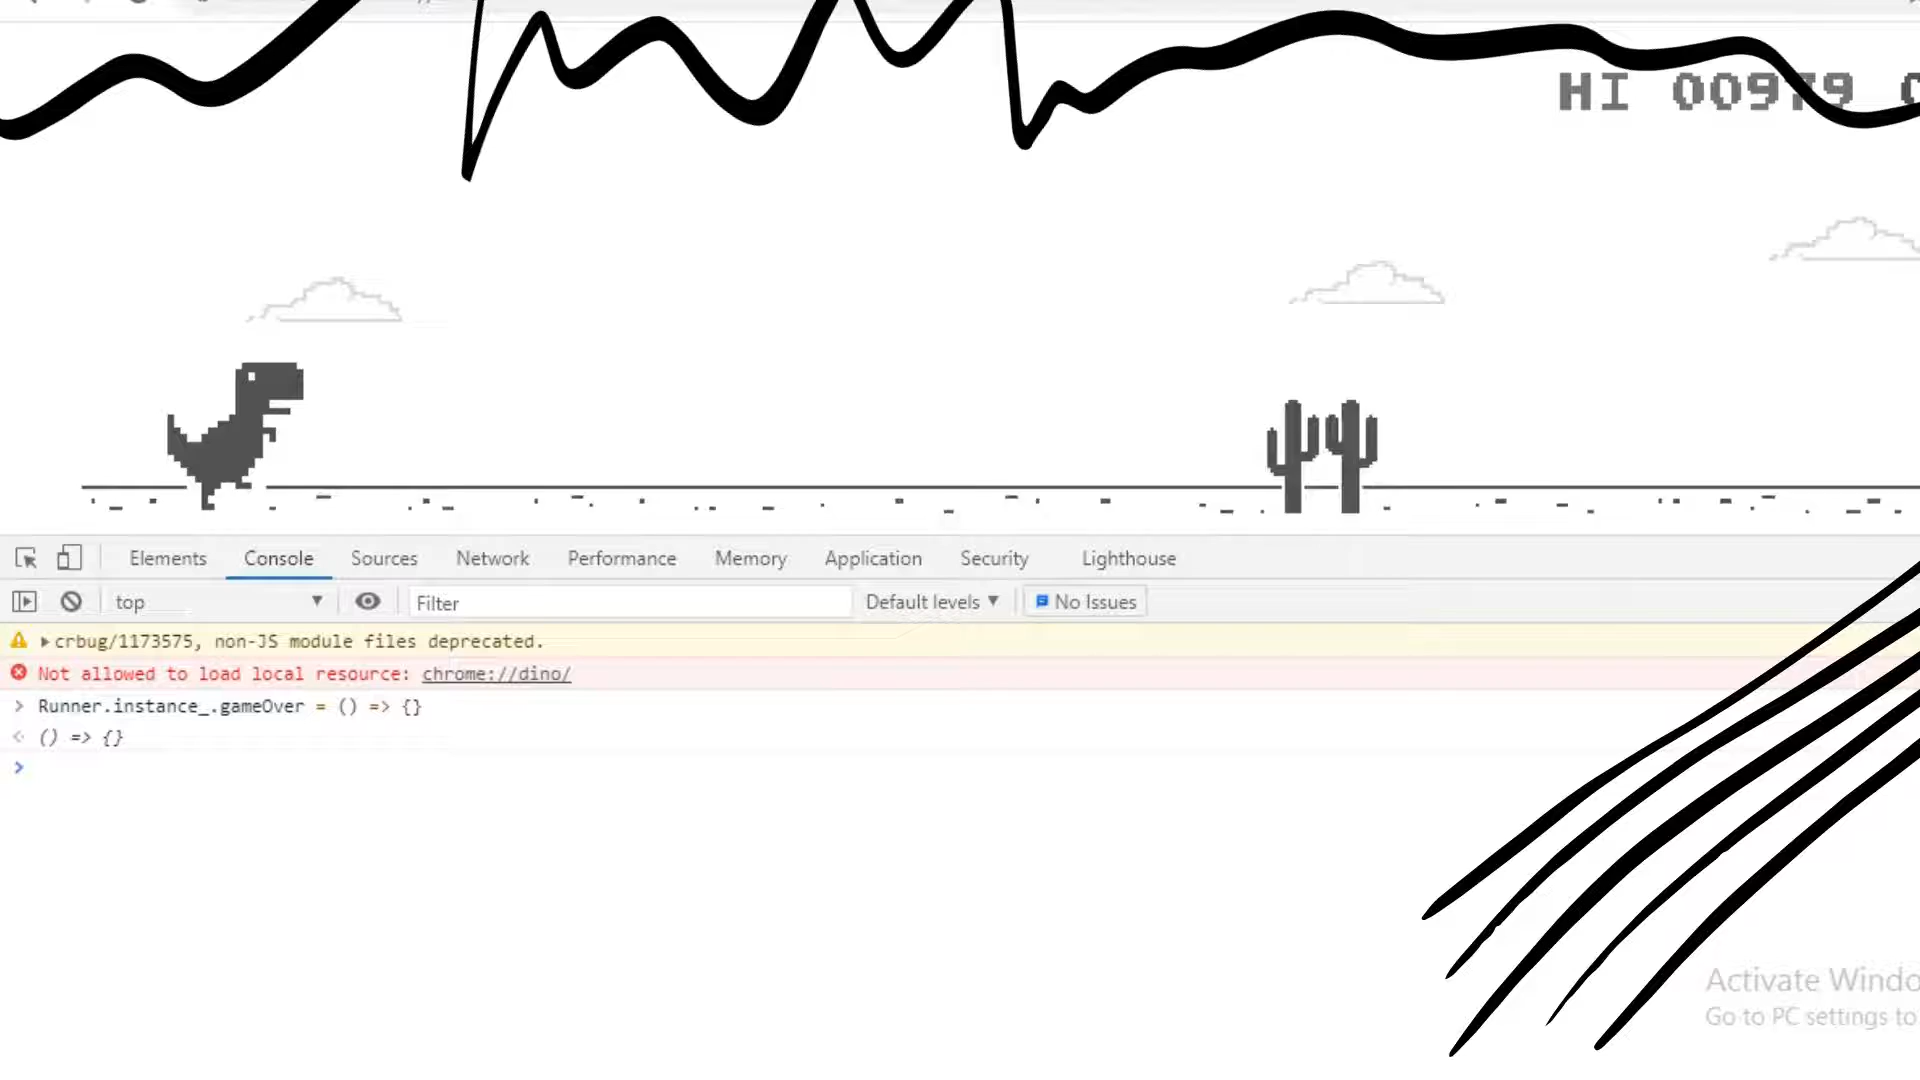 HI 00979
Elements Console Sources Network Performance Memory Application Security Lighthouse
top Filter Default levels No Issues
crbug/1173575, non-JS module files deprecated.
Not allowed to load local resource: chrome://dino/
> Runner.instance_.gameOver = () => {}
() => {}
>
Activate Windo
Go to PC settings to